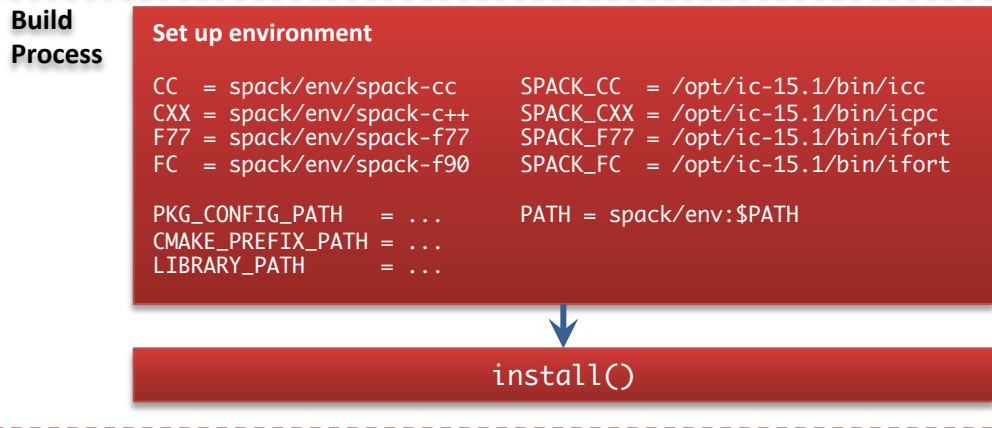 Build
Process
Set up environment
CC  = spack/env/spack-cc    SPACK_CC  = /opt/ic-15.1/bin/icc
CXX = spack/env/spack-c++   SPACK_CXX = /opt/ic-15.1/bin/icpc
F77 = spack/env/spack-f77   SPACK_F77 = /opt/ic-15.1/bin/ifort
FC  = spack/env/spack-f90   SPACK_FC  = /opt/ic-15.1/bin/ifort
PKG_CONFIG_PATH   = ...     PATH = spack/env:$PATH
CMAKE_PREFIX_PATH = ...
LIBRARY_PATH      = ...
install()